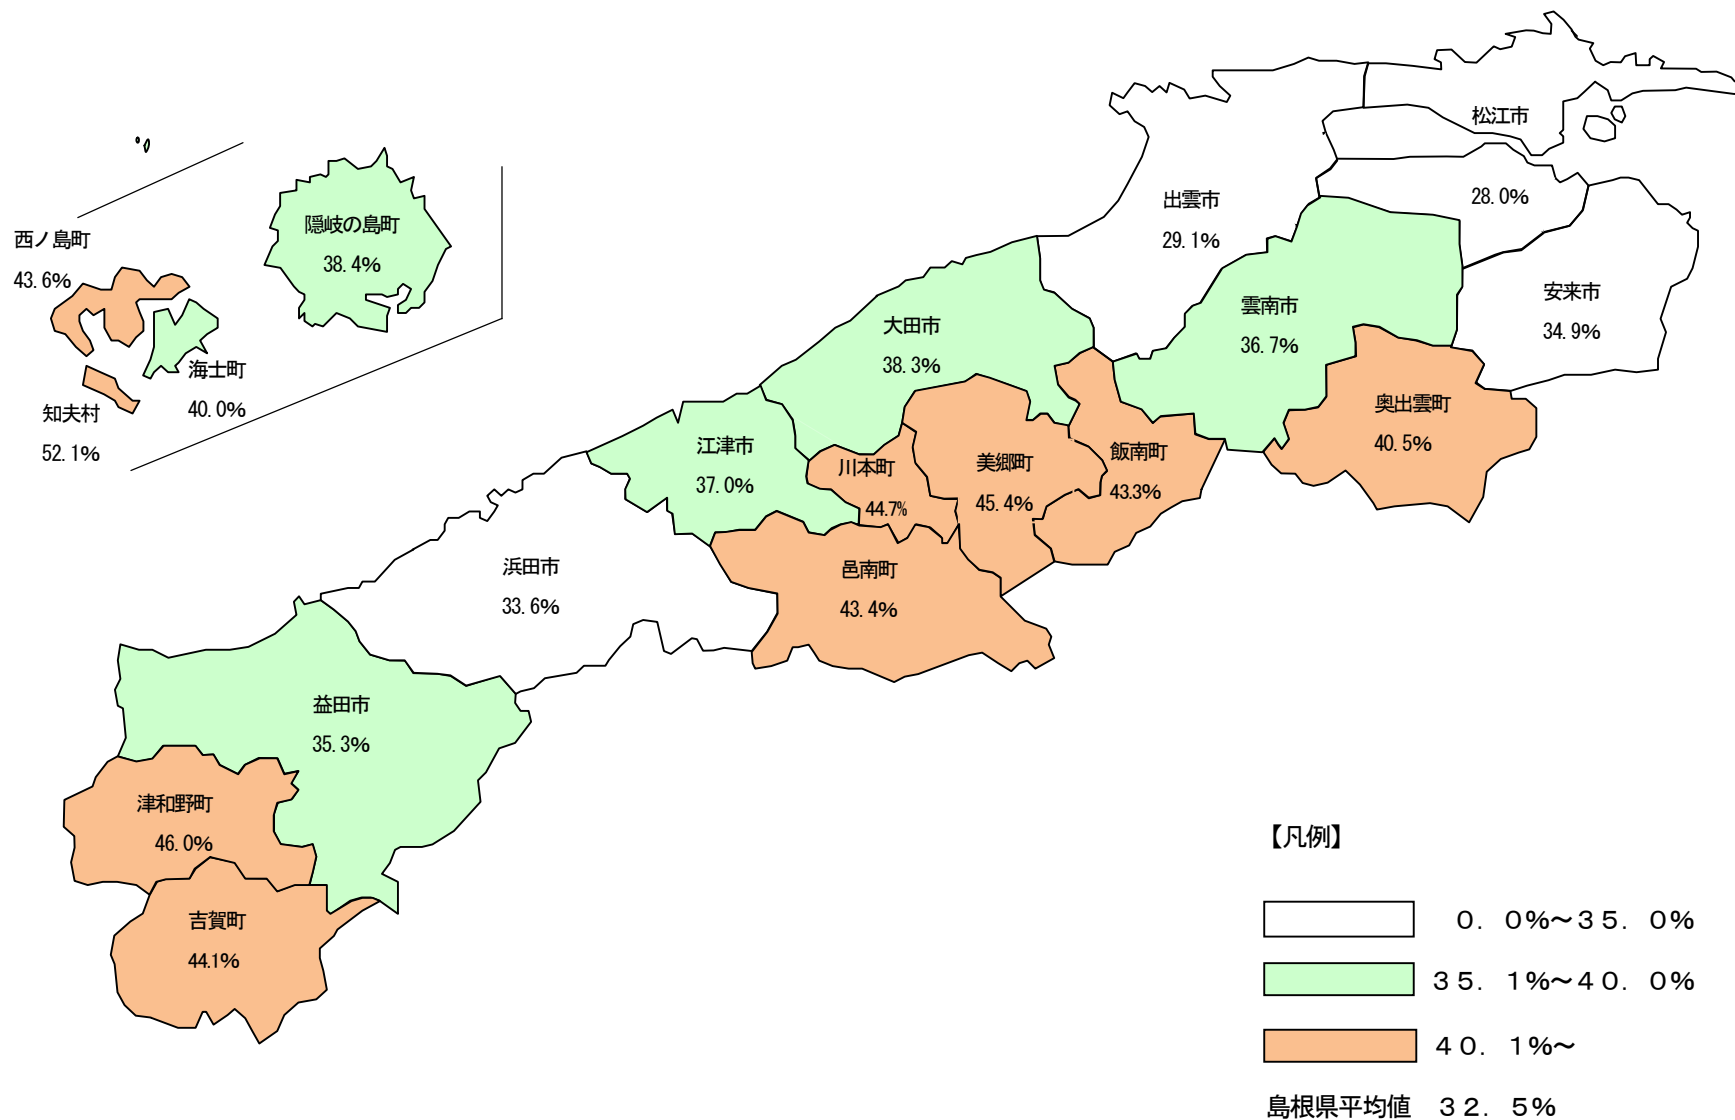 松江市
28.0%
出雲市
29.1%
安来市
34.9%
雲南市
36.7%
奥出雲町
40.5%
大田市
38.3%
飯南町
43.3%
美郷町
45.4%
川本町
44.7%
江津市
37.0%
邑南町
43.4%
浜田市
33.6%
益田市
35.3%
津和野町
46.0%
吉賀町
44.1%
隠岐の島町
38.4%
西ノ島町
43.6%
海士町
40.0%
知夫村
52.1%
【凡例】
０．０%～３５．０%
３５．１%～４０．０%
４０．１%～
島根県平均値　３２．５%